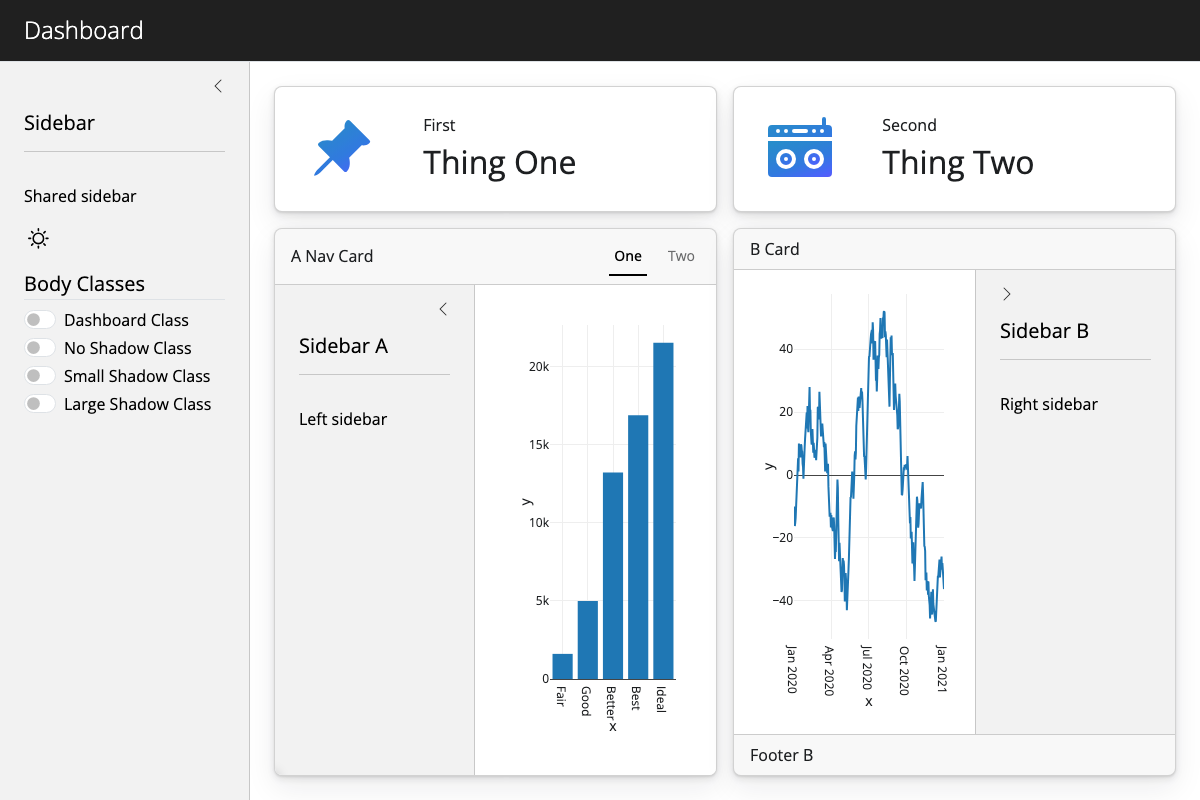 Dashboard
Sidebar
Shared sidebar
Body Classes
Dashboard Class
No Shadow Class
Small Shadow Class
Large Shadow Class
First
Thing One
Second
Thing Two
A Nav Card
One
Two
Sidebar A
Left sidebar
20k
15k
10k
5k
0
y
Fair
Good
Better
Best
Ideal
x
B Card
40
20
0
−20
−40
y
Jan 2020
Apr 2020
Jul 2020
Oct 2020
Jan 2021
x
Sidebar B
Right sidebar
Footer B